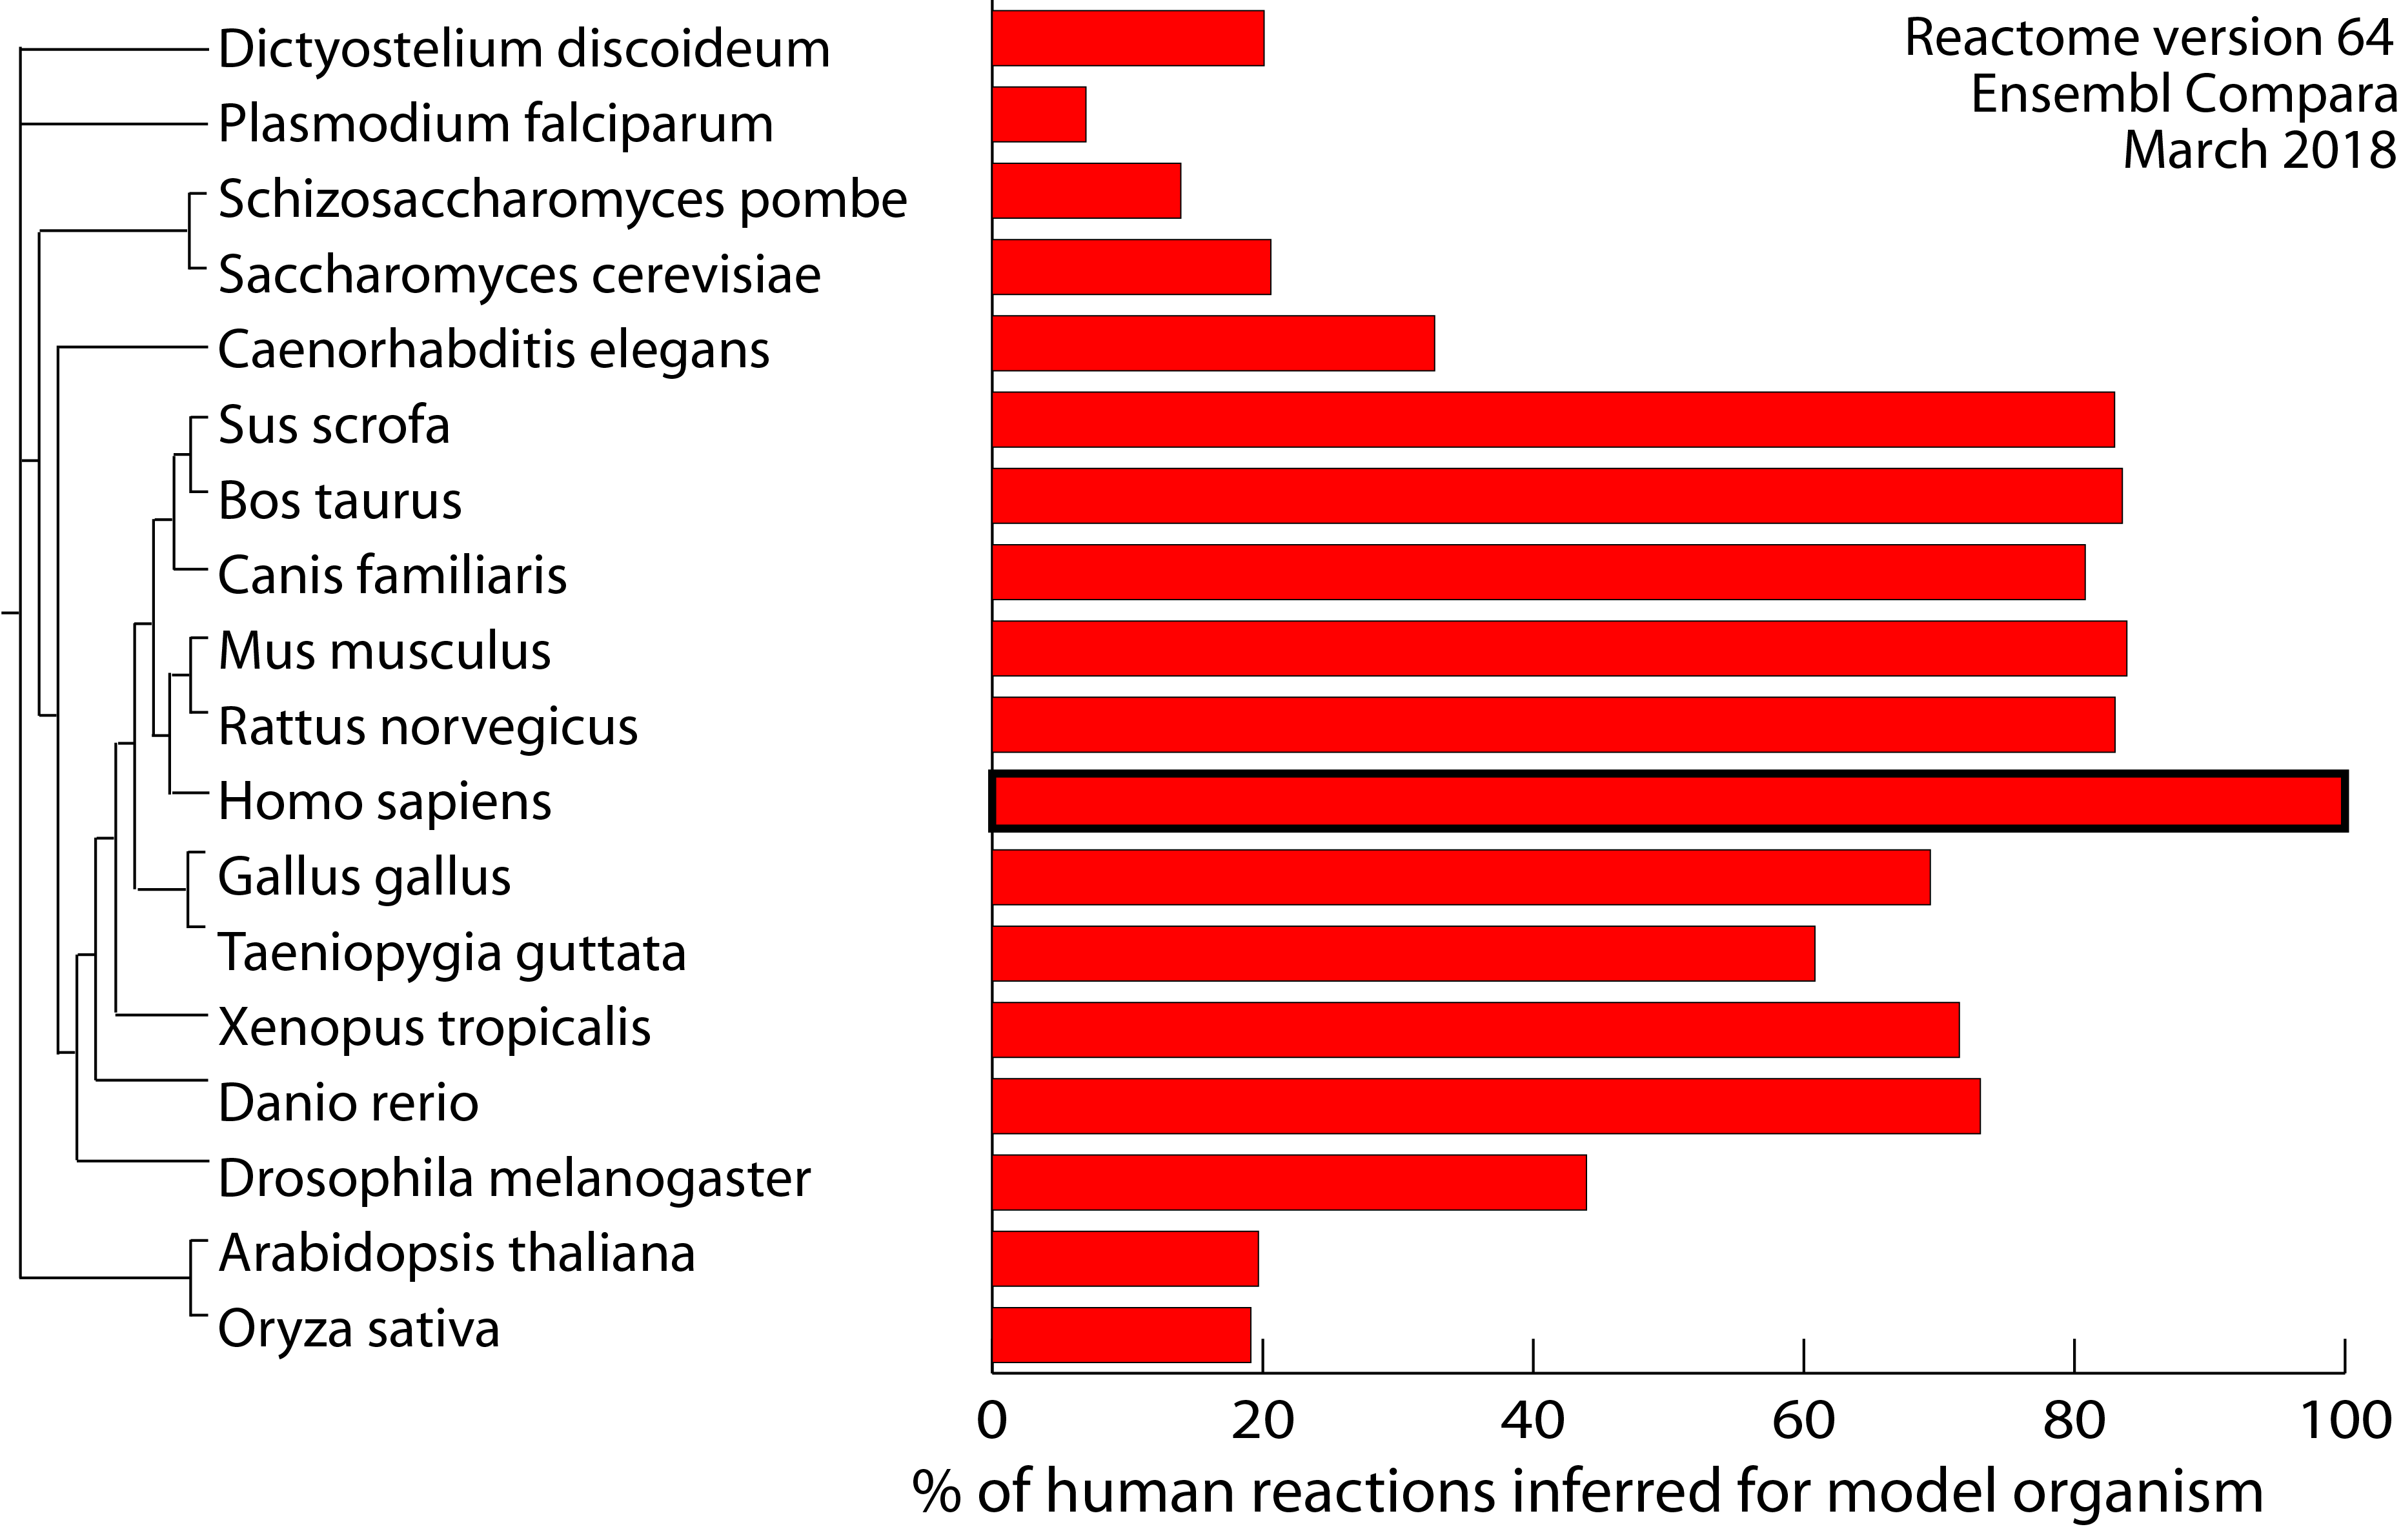 Reactome version 64
Ensembl Compara
March 2018
Dictyostelium discoideum
Plasmodium falciparum
Schizosaccharomyces pombe
Saccharomyces cerevisiae
Caenorhabditis elegans
Sus scrofa
Bos taurus
Canis familiaris
Mus musculus
Rattus norvegicus
Homo sapiens
Gallus gallus
Taeniopygia guttata
Xenopus tropicalis
Danio rerio
Drosophila melanogaster
Arabidopsis thaliana
Oryza sativa
0 20 40 60 80 100
% of human reactions inferred for model organism